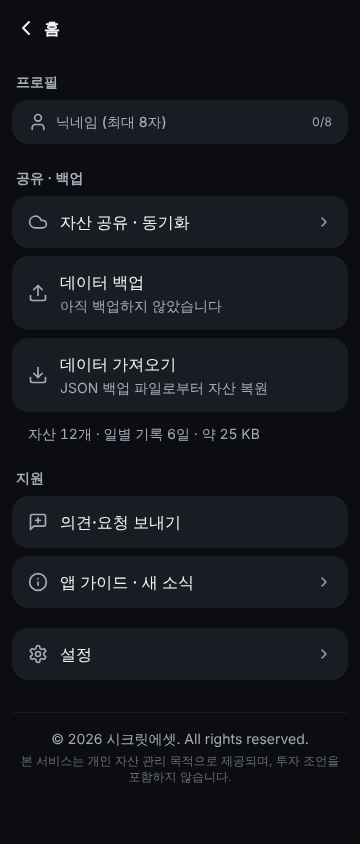 홈
프로필
닉네임 (최대 8자)
0/8
공유 · 백업
자산 공유 · 동기화
데이터 백업
아직 백업하지 않았습니다
데이터 가져오기
JSON 백업 파일로부터 자산 복원
자산 12개 · 일별 기록 6일 · 약 25 KB
지원
의견·요청 보내기
앱 가이드 · 새 소식
설정
© 2026 시크릿에셋. All rights reserved.
본 서비스는 개인 자산 관리 목적으로 제공되며, 투자 조언을
포함하지 않습니다.